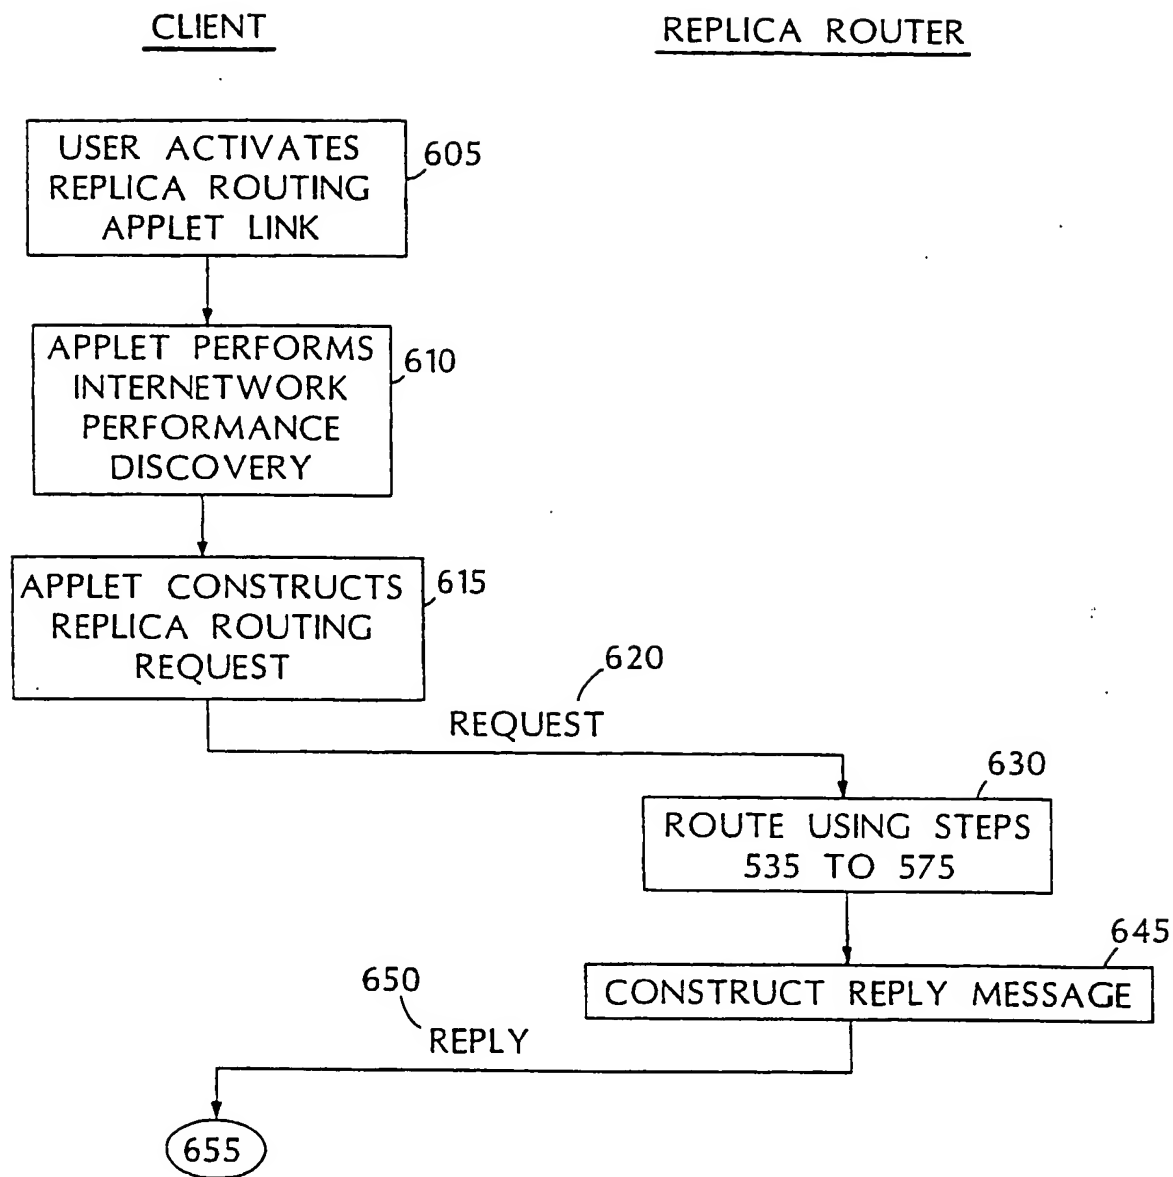 CLIENT
REPLICA ROUTER
USER ACTIVATES
REPLICA ROUTING
APPLET LINK
605
APPLET PERFORMS
INTERNETWORK
PERFORMANCE
DISCOVERY
610
APPLET CONSTRUCTS
REPLICA ROUTING
REQUEST
615
620
REQUEST
630
ROUTE USING STEPS
535 TO 575
645
CONSTRUCT REPLY MESSAGE
650
REPLY
655